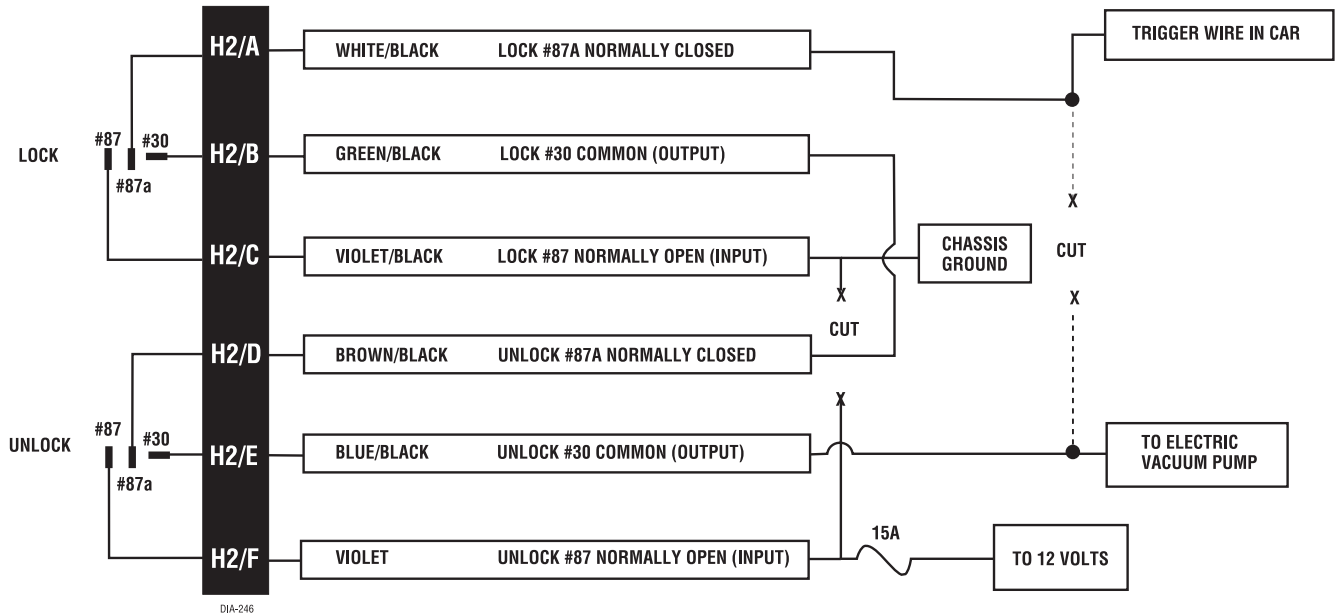 H2/A WHITE/BLACK LOCK #87A NORMALLY CLOSED
TRIGGER WIRE IN CAR
LOCK
#87 #30
#87a
H2/B GREEN/BLACK LOCK #30 COMMON (OUTPUT)
X
H2/C VIOLET/BLACK LOCK #87 NORMALLY OPEN (INPUT)
CHASSIS
GROUND
CUT
X
X
CUT
H2/D BROWN/BLACK UNLOCK #87A NORMALLY CLOSED
X
UNLOCK
#87 #30
#87a
H2/E BLUE/BLACK UNLOCK #30 COMMON (OUTPUT)
TO ELECTRIC
VACUUM PUMP
H2/F VIOLET UNLOCK #87 NORMALLY OPEN (INPUT)
15A
TO 12 VOLTS
DIA-246